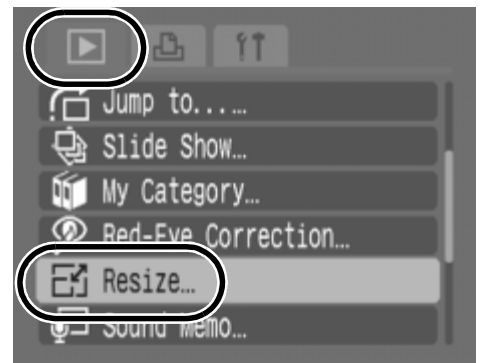 Jump to......
Slide Show...
My Category...
Red-Eye Correction...
Resize...
Sound Memo...